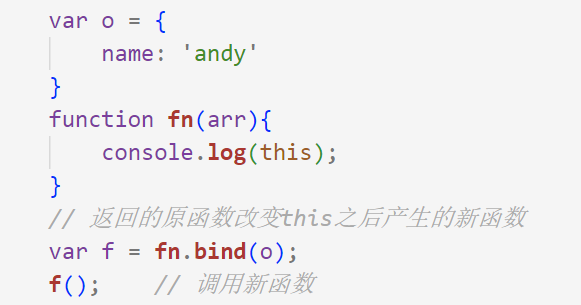 var o = {
    name: 'andy'
}
function fn(arr){
    console.log(this);
}
// 返回的原函数改变this之后产生的新函数
var f = fn.bind(o);
f();    // 调用新函数